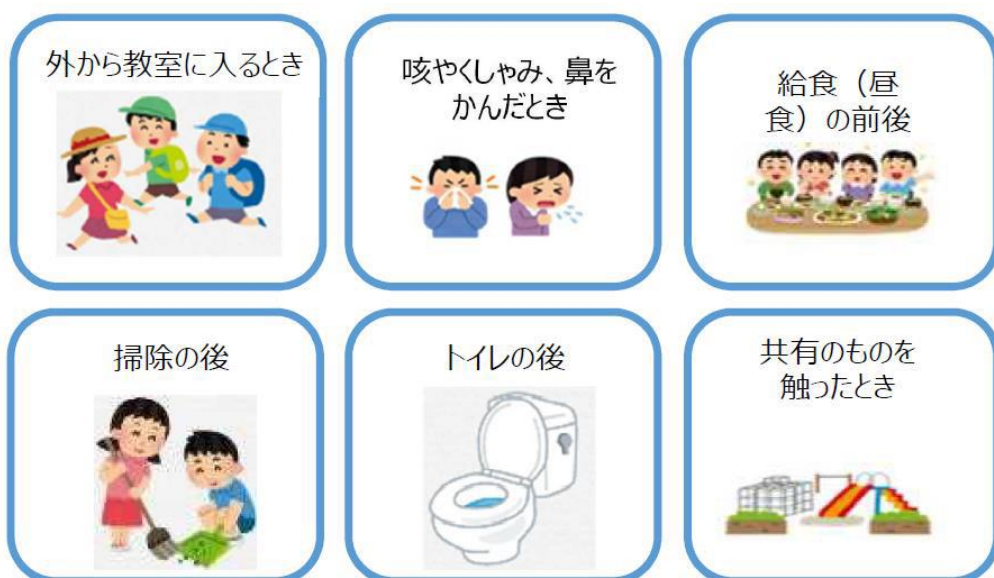 外から教室に入るとき
咳やくしゃみ、鼻を
かんだとき
給食（昼
食）の前後
掃除の後
トイレの後
共有のものを
触ったとき